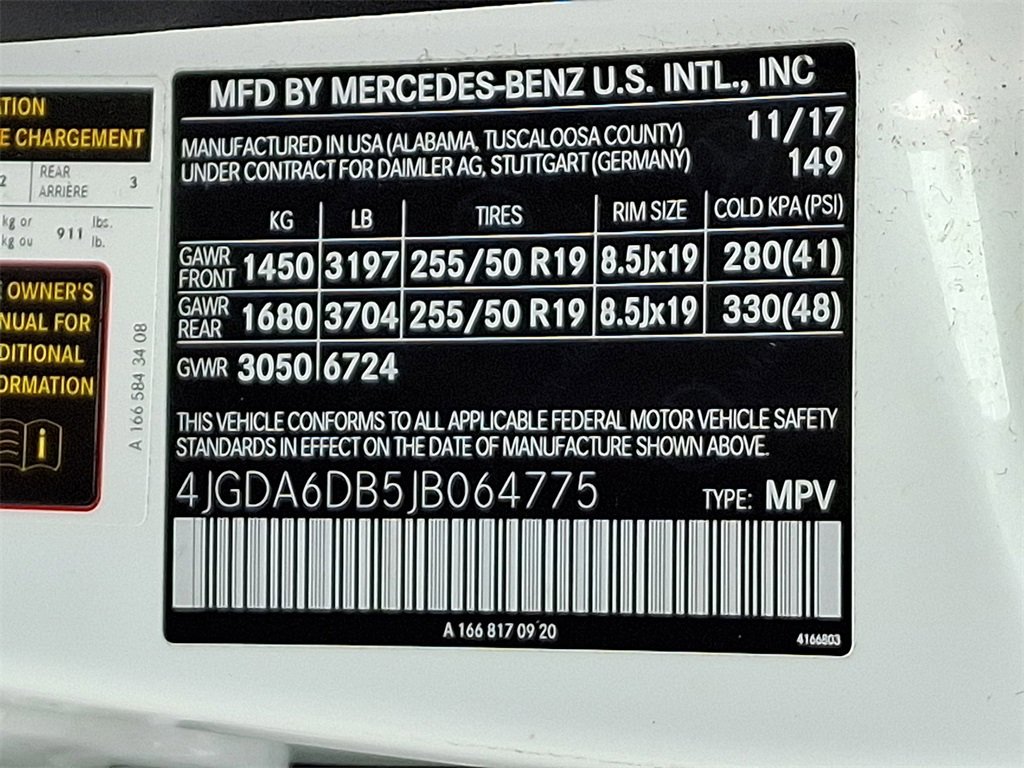 MFD BY MERCEDES-BENZ U.S. INTL., INC
MANUFACTURED IN USA (ALABAMA, TUSCALOOSA COUNTY) 11/17
UNDER CONTRACT FOR DAIMLER AG, STUTTGART (GERMANY) 149
KG LB TIRES RIM SIZE COLD KPA (PSI)
GAWR FRONT 1450 3197 255/50 R19 8.5Jx19 280(41)
GAWR REAR 1680 3704 255/50 R19 8.5Jx19 330(48)
GVWR 3050 6724
THIS VEHICLE CONFORMS TO ALL APPLICABLE FEDERAL MOTOR VEHICLE SAFETY
STANDARDS IN EFFECT ON THE DATE OF MANUFACTURE SHOWN ABOVE.
4JGDA6DB5JB064775 TYPE: MPV
A 166 817 09 20
4166803
CHARGEMENT
2 REAR 3
ARRIÈRE
kg or 911 lbs.
kg ou lb.
OWNER'S
FOR
i
A 166 584 34 08